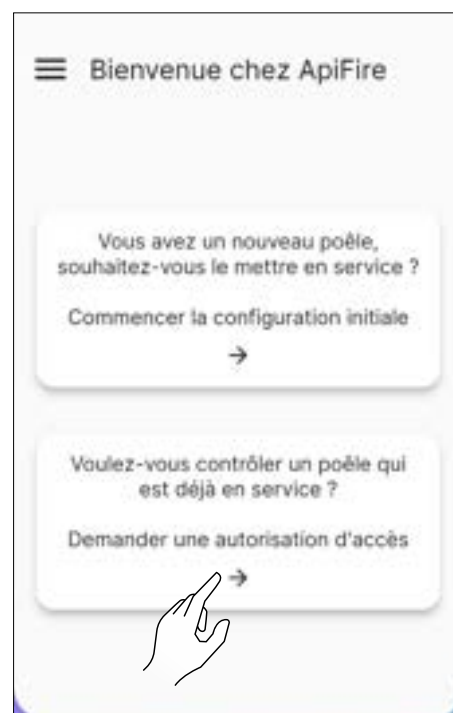 Bienvenue chez ApiFire
Vous avez un nouveau poêle,
souhaitez-vous le mettre en service ?
Commencer la configuration initiale
→
Voulez-vous contrôler un poêle qui
est déjà en service ?
Demander une autorisation d'accès
→